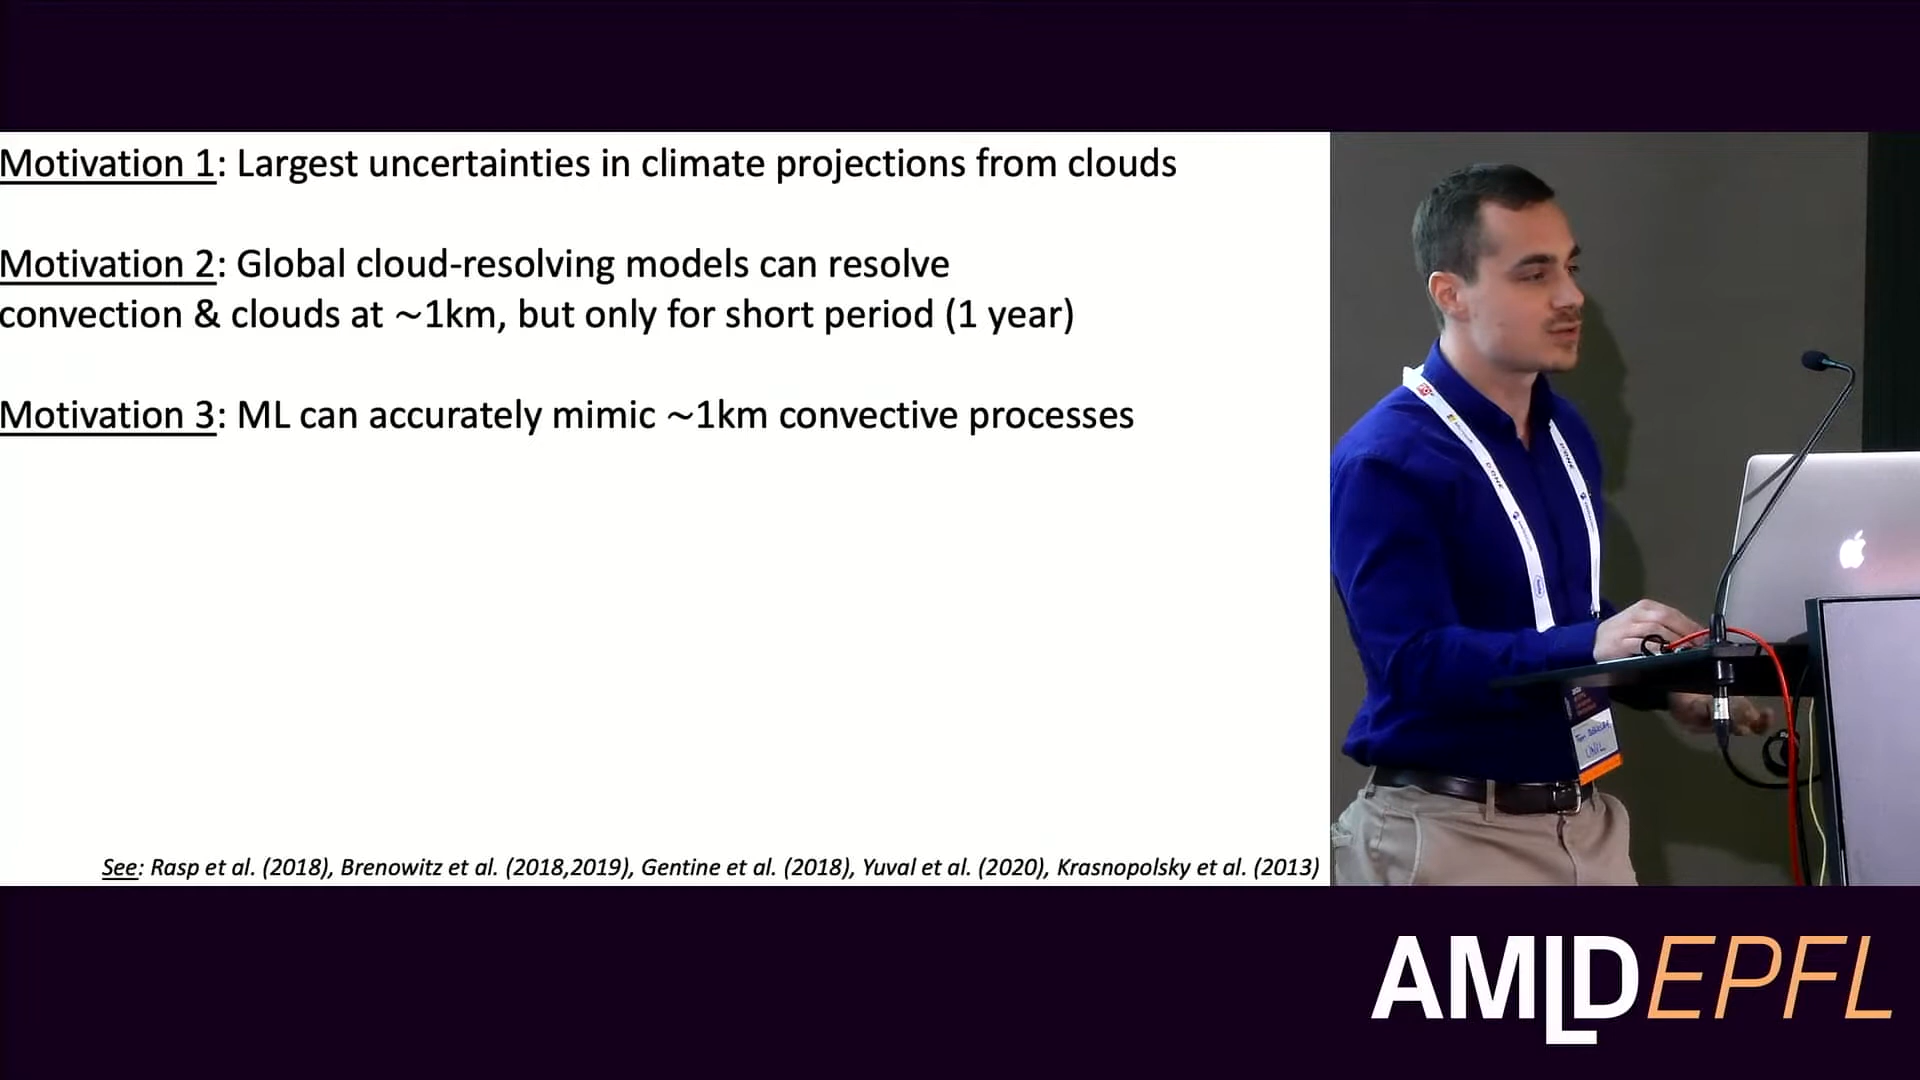 Motivation 1: Largest uncertainties in climate projections from clouds
Motivation 2: Global cloud-resolving models can resolve
convection & clouds at ~1km, but only for short period (1 year)
Motivation 3: ML can accurately mimic ~1km convective processes
See: Rasp et al. (2018), Brenowitz et al. (2018,2019), Gentine et al. (2018), Yuval et al. (2020), Krasnopolsky et al. (2013)
UNIL
AMLDEPFL